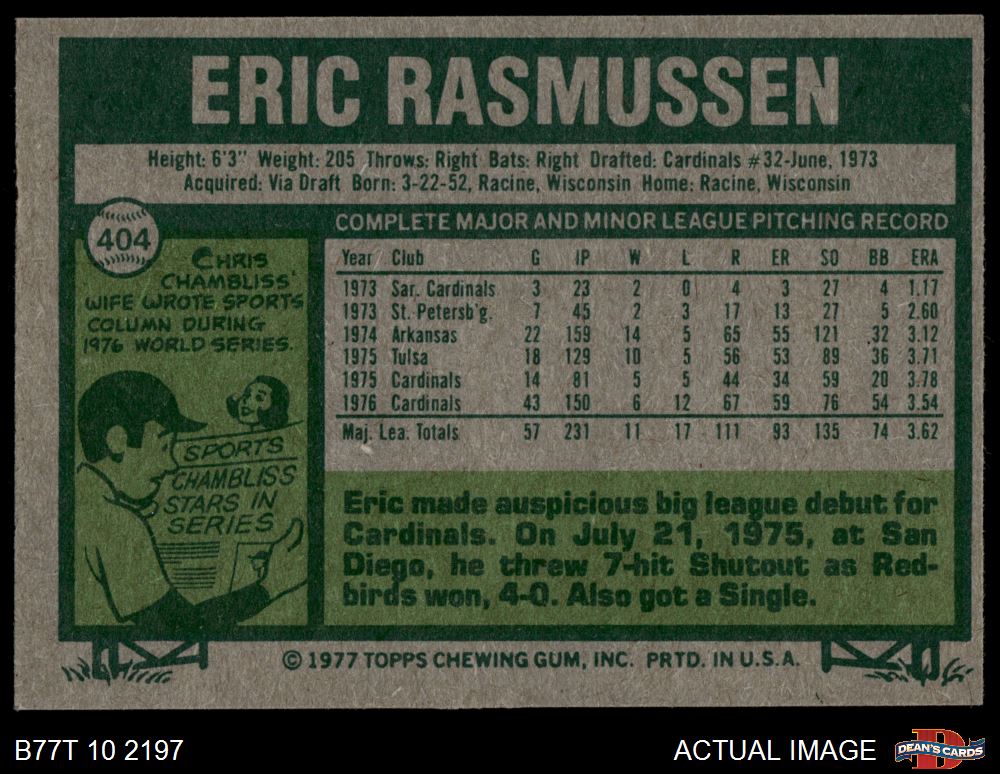 ERIC RASMUSSEN
Height: 6'3" Weight: 205 Throws: Right Bats: Right Drafted: Cardinals #32-June, 1973
Acquired: Via Draft Born: 3-22-52, Racine, Wisconsin Home: Racine, Wisconsin
404
CHRIS
CHAMBLISS'
WIFE WROTE SPORTS
COLUMN DURING
1976 WORLD SERIES.
SPORTS
CHAMBLISS
STARS IN
SERIES
COMPLETE MAJOR AND MINOR LEAGUE PITCHING RECORD
Year Club G IP W L R ER SO BB ERA
1973 Sar. Cardinals 3 23 2 0 4 3 27 4 1.17
1973 St. Petersb'g. 7 45 2 3 17 13 27 5 2.60
1974 Arkansas 22 159 14 5 65 55 121 32 3.12
1975 Tulsa 18 129 10 5 56 53 89 36 3.71
1975 Cardinals 14 81 5 5 44 34 59 20 3.78
1976 Cardinals 43 150 6 12 67 59 76 54 3.54
Maj. Lea. Totals 57 231 11 17 111 93 135 74 3.62
Eric made auspicious big league debut for
Cardinals. On July 21, 1975, at San
Diego, he threw 7-hit Shutout as Red-
birds won, 4-0. Also got a Single.
© 1977 TOPPS CHEWING GUM, INC. PRTD. IN U.S.A.
B77T 10 2197
ACTUAL IMAGE
D
DEAN'S CARDS